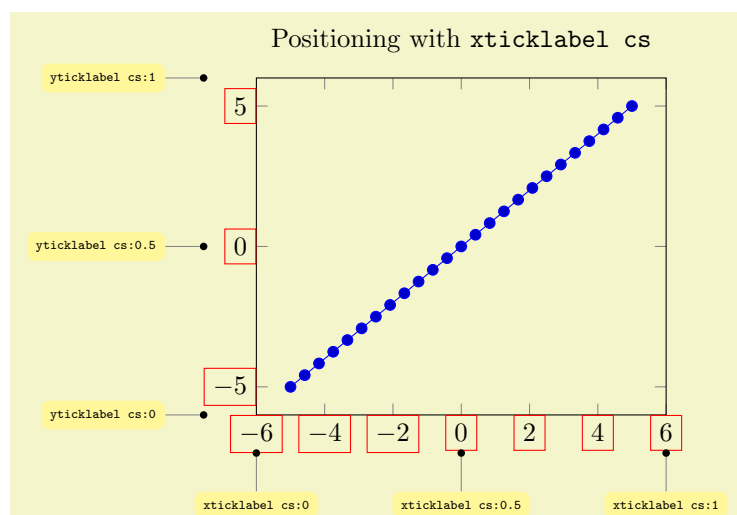 Positioning with xticklabel cs
yticklabel cs:1
5
yticklabel cs:0.5
0
−5
yticklabel cs:0
−6 −4 −2 0 2 4 6
xticklabel cs:0 xticklabel cs:0.5 xticklabel cs:1